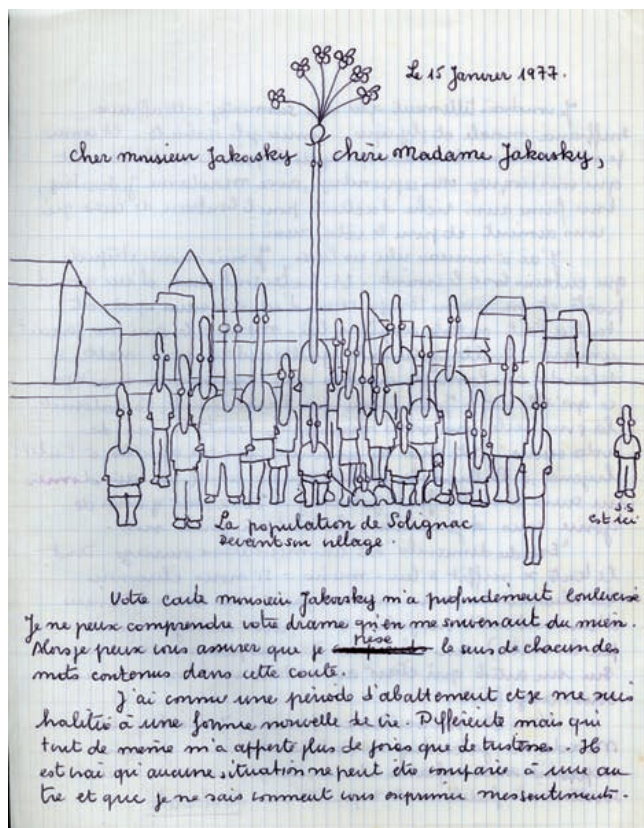 Le 15 Janvier 1977.
Cher monsieur Jakovsky Chère Madame Jakovsky,
J.S
est ici
La population de Solignac
devant son village.
Votre carte monsieur Jakovsky m'a profondément bouleversé
Je ne peux comprendre votre drame qu'en me souvenant du mien.
Alors je peux vous assurer que je pèse le sens de chacun des
mots contenus dans cette carte.
J'ai connu une période d'abattement et je me suis
habitué à une forme nouvelle de vie. Différente mais qui
tout de même m'a apporté plus de joies que de tristesse. Il
est vrai qu'aucune situation ne peut être comparée à une au
tre et que je ne sais comment vous exprimer mes sentiments.